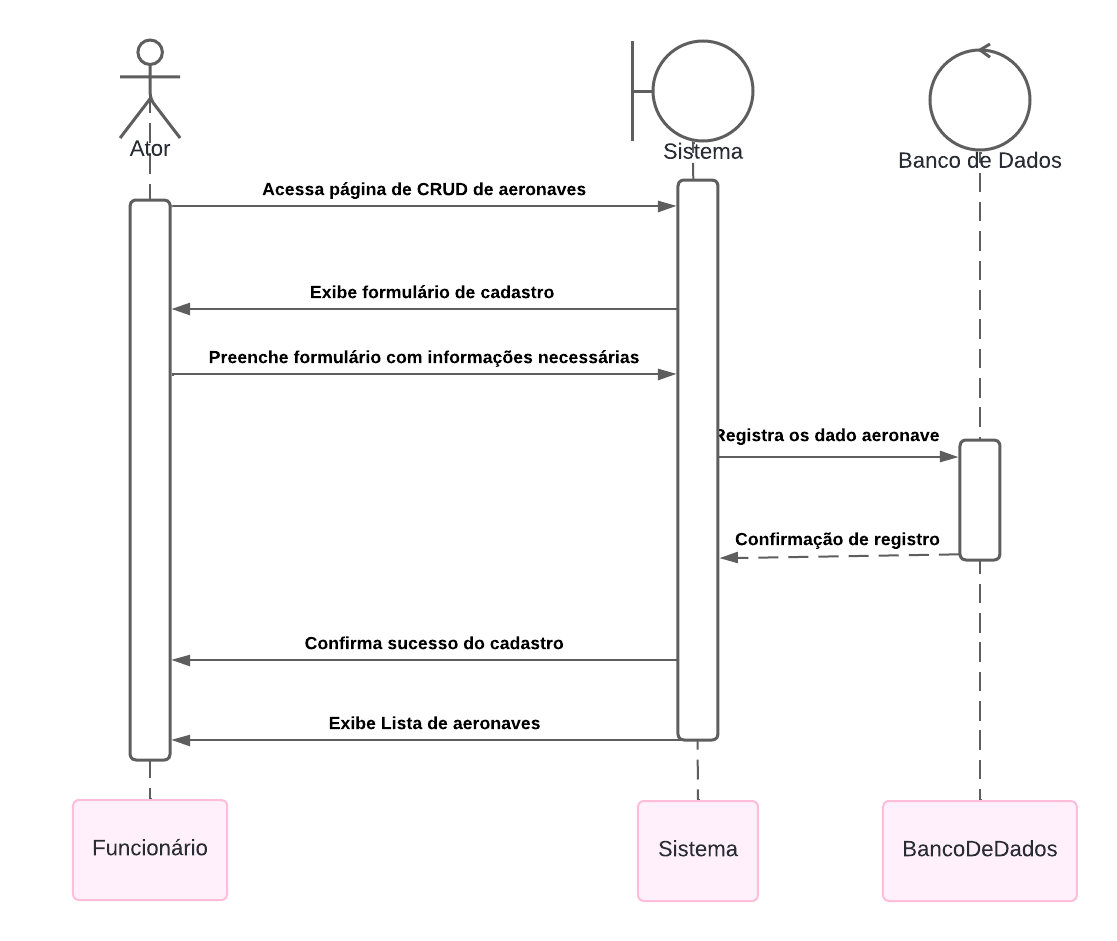 Ator
Sistema
Banco de Dados
Acessa página de CRUD de aeronaves
Exibe formulário de cadastro
Preenche formulário com informações necessárias
Registra os dado aeronave
Confirmação de registro
Confirma sucesso do cadastro
Exibe Lista de aeronaves
Funcionário
Sistema
BancoDeDados